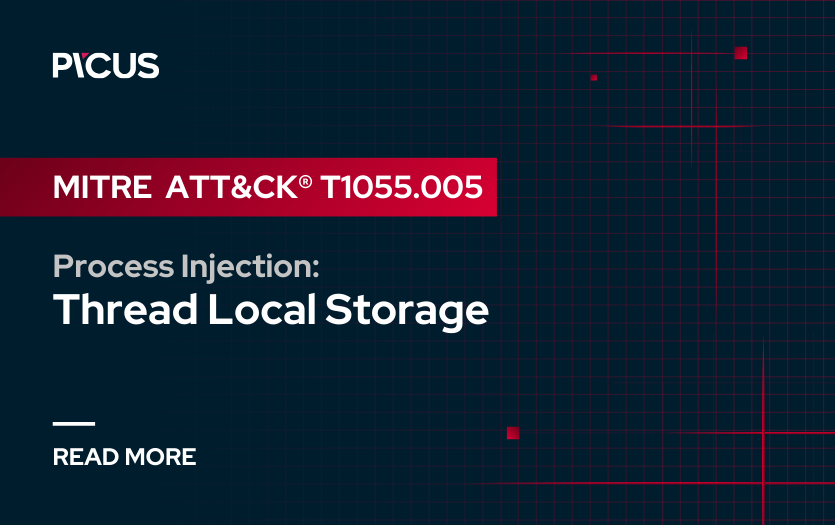 PICUS
MITRE ATT&CK® T1055.005
Process Injection:
Thread Local Storage
READ MORE